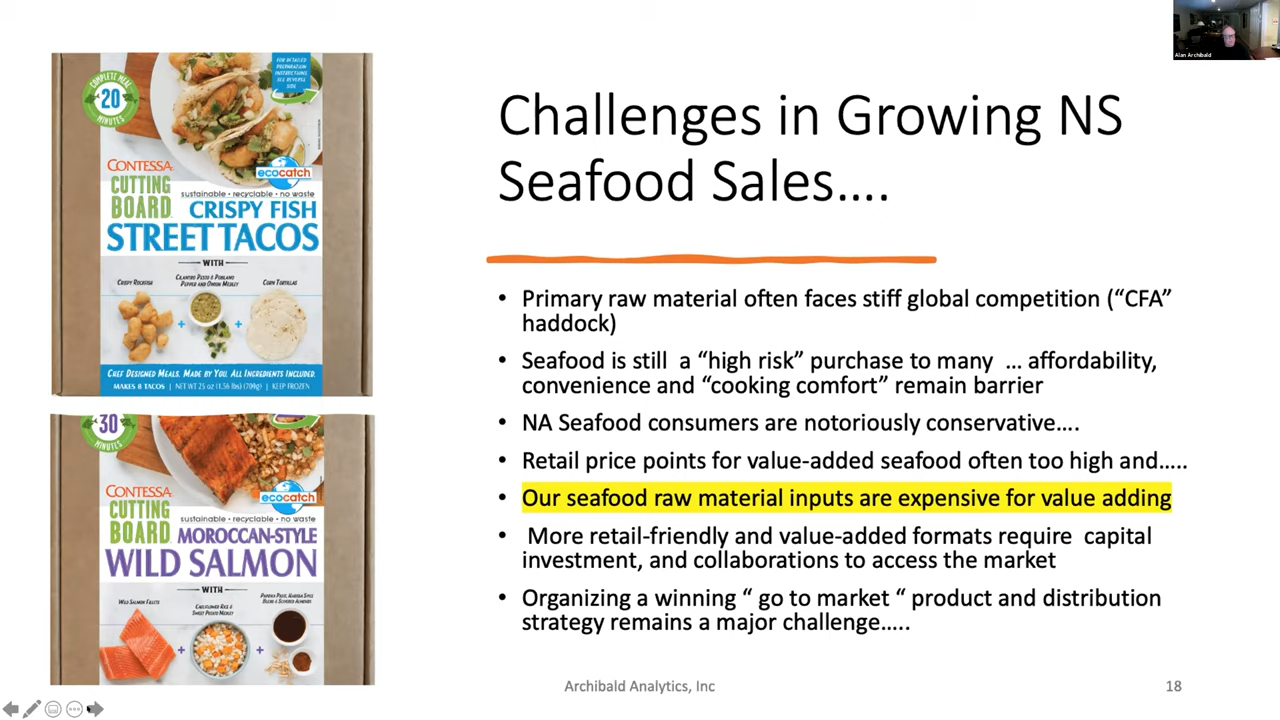 Alan Archibald
Challenges in Growing NS
Seafood Sales....
• Primary raw material often faces stiff global competition (“CFA”
haddock)
• Seafood is still a “high risk” purchase to many ... affordability,
convenience and “cooking comfort” remain barrier
• NA Seafood consumers are notoriously conservative....
• Retail price points for value-added seafood often too high and.....
• Our seafood raw material inputs are expensive for value adding
• More retail-friendly and value-added formats require capital
investment, and collaborations to access the market
• Organizing a winning “ go to market “ product and distribution
strategy remains a major challenge.....
Archibald Analytics, Inc
18
COMPLETE MEAL
20
MINUTES
FOR DETAILED
PREPARATION
INSTRUCTIONS
SEE REVERSE
SIDE
CONTESSA
ecocatch
CUTTING
BOARD
sustainable • recyclable • no waste
CRISPY FISH
STREET TACOS
WITH
CRISPY ROCKFISH
CILANTRO PESTO & POBLANO
PEPPER AND ONION MEDLEY
CORN TORTILLAS
+ +
CHEF DESIGNED MEALS. MADE BY YOU. ALL INGREDIENTS INCLUDED.
MAKES 8 TACOS | NET WT 25 oz (1.56 lbs) (709g) | KEEP FROZEN
30
MINUTES
CONTESSA
ecocatch
CUTTING
BOARD
sustainable • recyclable • no waste
MOROCCAN-STYLE
WILD SALMON
WITH
WILD SALMON FILLETS
CAULIFLOWER RICE &
SWEET POTATO MEDLEY
PAPRIKA PASTE, HARISSA SPICE
BLEND & SLIVERED ALMONDS
+ +